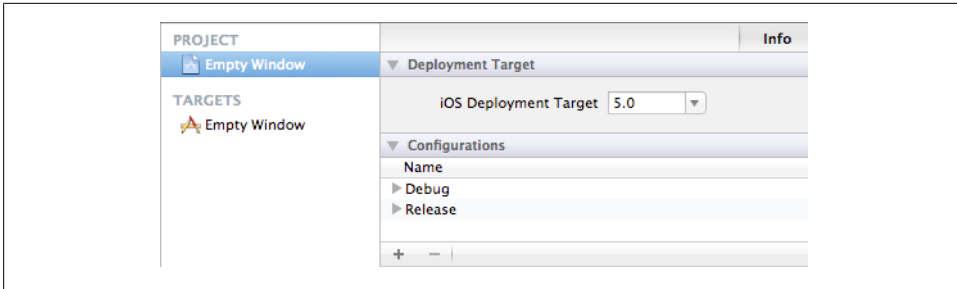 PROJECT
Empty Window
TARGETS
Empty Window
Info
Deployment Target
iOS Deployment Target 5.0
Configurations
Name
Debug
Release